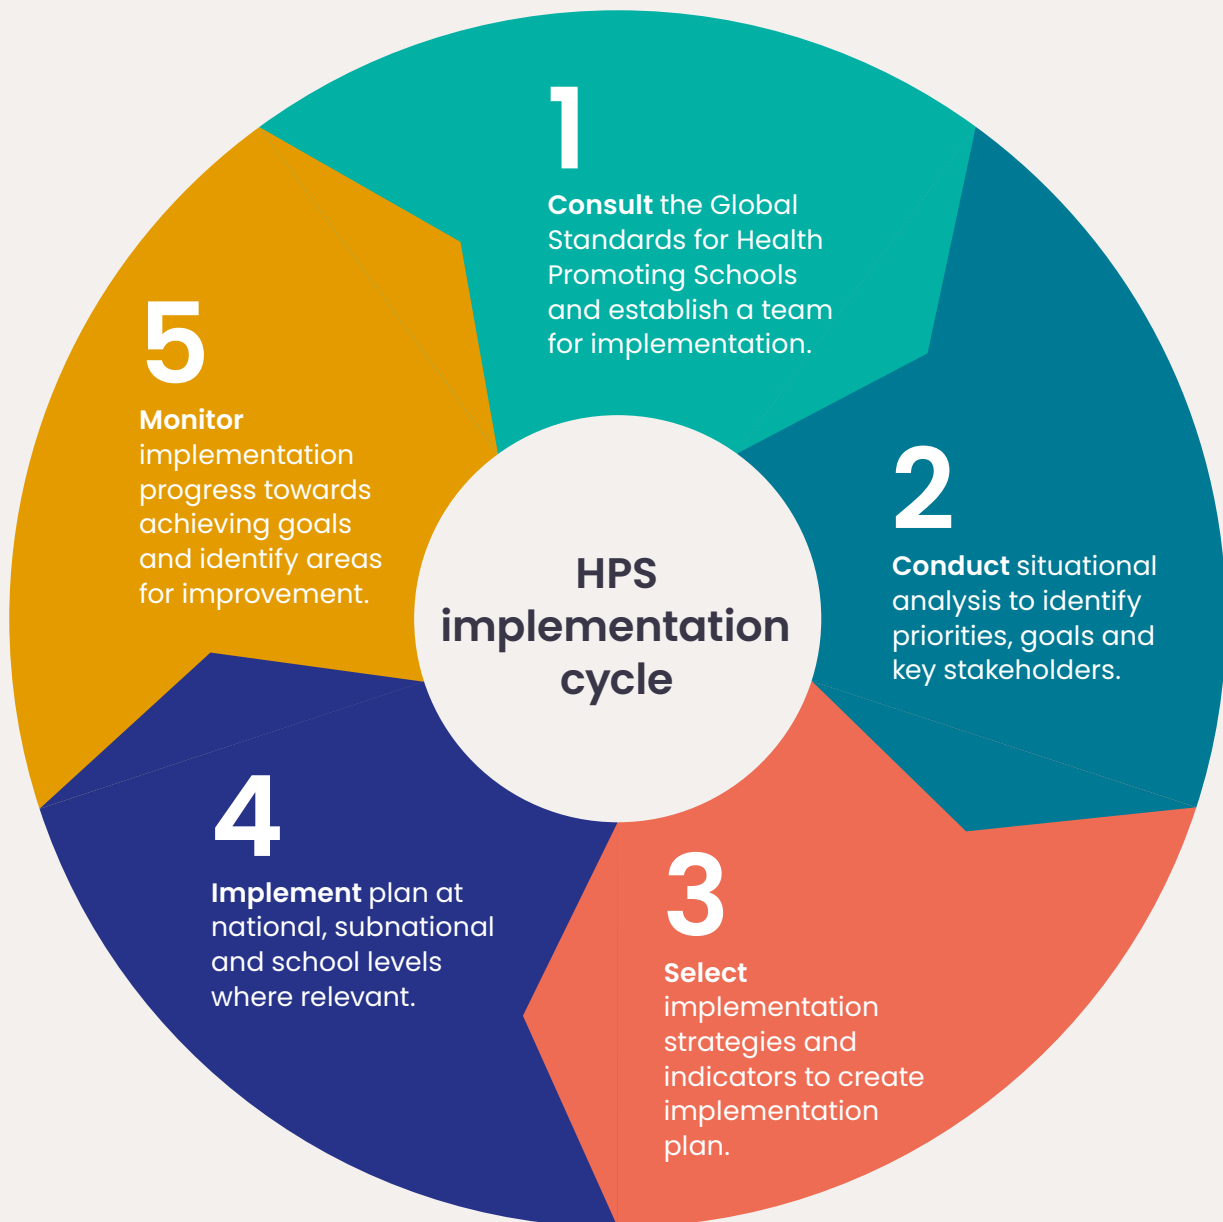 1
Consult the Global
Standards for Health
Promoting Schools
and establish a team
for implementation.
2
Conduct situational
analysis to identify
priorities, goals and
key stakeholders.
3
Select
implementation
strategies and
indicators to create
implementation
plan.
4
Implement plan at
national, subnational
and school levels
where relevant.
5
Monitor
implementation
progress towards
achieving goals
and identify areas
for improvement.
HPS
implementation
cycle